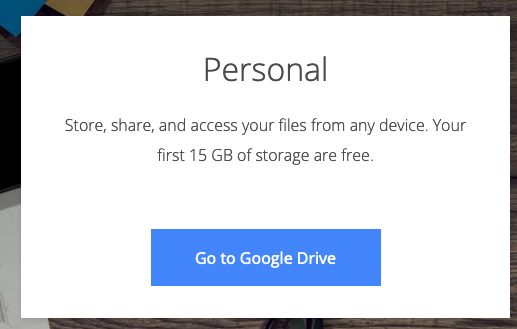 Personal
Store, share, and access your files from any device. Your
first 15 GB of storage are free.
Go to Google Drive